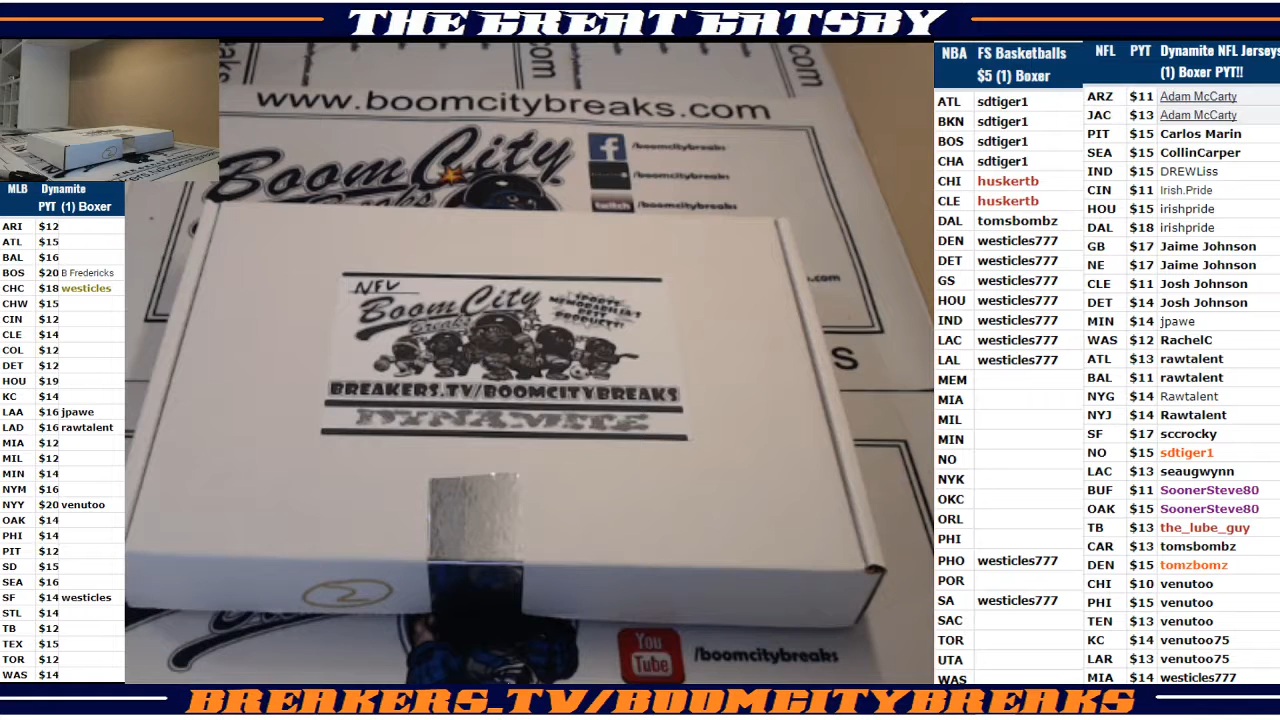 THE GREAT GATSBY
www.boomcitybreaks.com
Boom City
Breaks
/boomcitybreaks
/boomcitybreaks
twitch /boomcitybreaks
NFL
Boom City
Breaks
SPORTS
MEMORABILIA'S
BEST
PRODUCTS!
BREAKERS.TV/BOOMCITYBREAKS
DYNAMITE
2
You
Tube
/boomcitybreaks
MLB Dynamite
PYT (1) Boxer
ARI $12
ATL $15
BAL $16
BOS $20 B Fredericks
CHC $18 westicles
CHW $15
CIN $12
CLE $14
COL $12
DET $12
HOU $19
KC $14
LAA $16 jpawe
LAD $16 rawtalent
MIA $12
MIL $12
MIN $14
NYM $16
NYY $20 venutoo
OAK $14
PHI $14
PIT $12
SD $15
SEA $16
SF $14 westicles
STL $14
TB $12
TEX $15
TOR $12
WAS $14
NBA FS Basketballs
$5 (1) Boxer
ATL sdtiger1
BKN sdtiger1
BOS sdtiger1
CHA sdtiger1
CHI huskertb
CLE huskertb
DAL tomsbombz
DEN westicles777
DET westicles777
GS westicles777
HOU westicles777
IND westicles777
LAC westicles777
LAL westicles777
MEM
MIA
MIL
MIN
NO
NYK
OKC
ORL
PHI
PHO westicles777
POR
SA westicles777
SAC
TOR
UTA
WAS
NFL PYT Dynamite NFL Jerseys
(1) Boxer PYT!!
ARZ $11 Adam McCarty
JAC $13 Adam McCarty
PIT $15 Carlos Marin
SEA $15 CollinCarper
IND $15 DREWLiss
CIN $11 Irish.Pride
HOU $15 irishpride
DAL $18 irishpride
GB $17 Jaime Johnson
NE $17 Jaime Johnson
CLE $11 Josh Johnson
DET $14 Josh Johnson
MIN $14 jpawe
WAS $12 RachelC
ATL $13 rawtalent
BAL $11 rawtalent
NYG $14 Rawtalent
NYJ $14 Rawtalent
SF $17 sccrocky
NO $15 sdtiger1
LAC $13 seaugwynn
BUF $11 SoonerSteve80
OAK $15 SoonerSteve80
TB $13 the_lube_guy
CAR $13 tomsbombz
DEN $15 tomzbomz
CHI $10 venutoo
PHI $15 venutoo
TEN $13 venutoo
KC $14 venutoo75
LAR $13 venutoo75
MIA $14 westicles777
BREAKERS.TV/BOOMCITYBREAKS